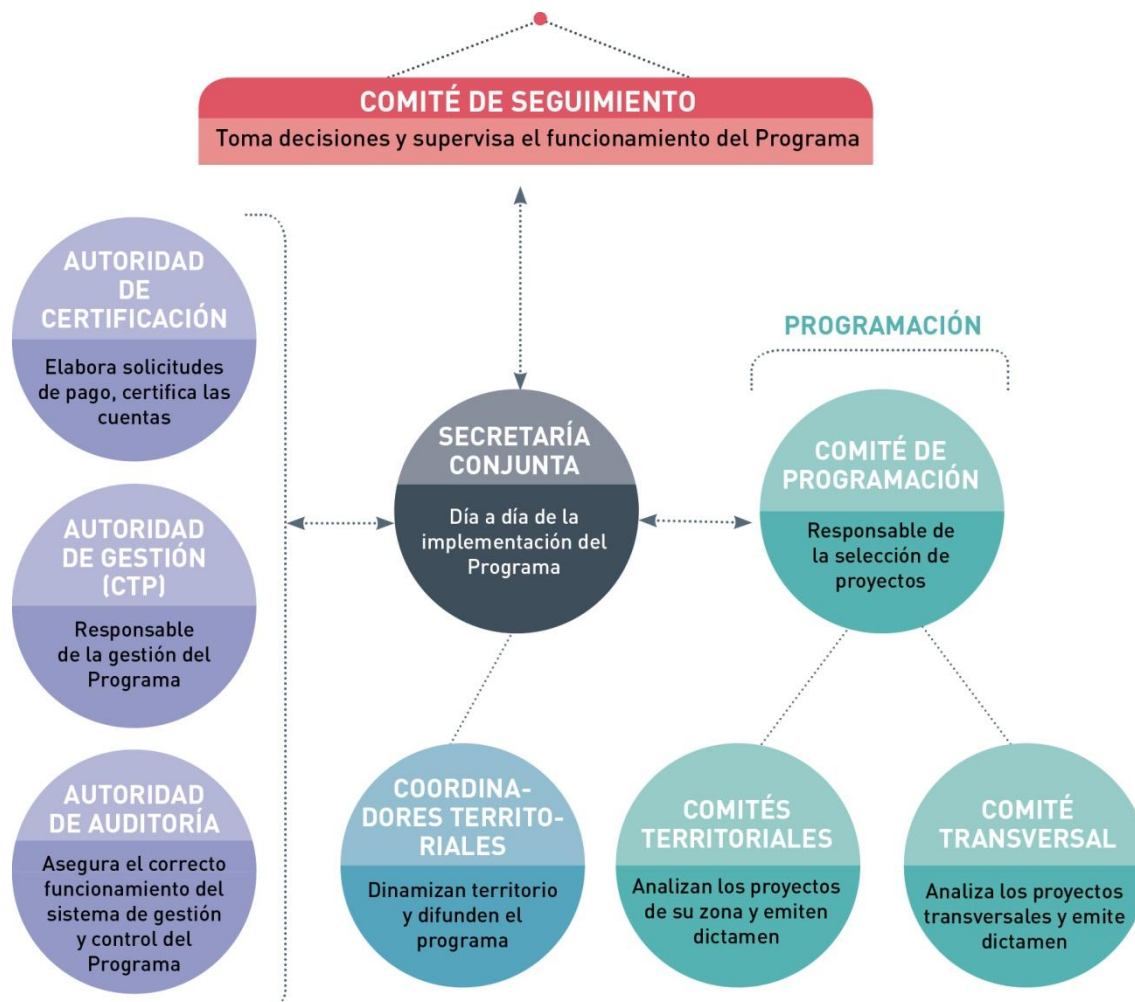 COMITÉ DE SEGUIMIENTO
Toma decisiones y supervisa el funcionamiento del Programa
AUTORIDAD
DE
CERTIFICACIÓN
Elabora solicitudes
de pago, certifica las
cuentas
AUTORIDAD
DE GESTIÓN
(CTP)
Responsable
de la gestión del
Programa
AUTORIDAD
DE AUDITORÍA
Asegura el correcto
funcionamiento del
sistema de gestión
y control del
Programa
SECRETARÍA
CONJUNTA
Día a día de la
implementación del
Programa
PROGRAMACIÓN
COMITÉ DE
PROGRAMACIÓN
Responsable de
la selección de
proyectos
COORDINA-
DORES TERRITO-
RIALES
Dinamizan territorio
y difunden el
programa
COMITÉS
TERRITORIALES
Analizan los proyectos
de su zona y emiten
dictamen
COMITÉ
TRANSVERSAL
Analiza los proyectos
transversales y emite
dictamen